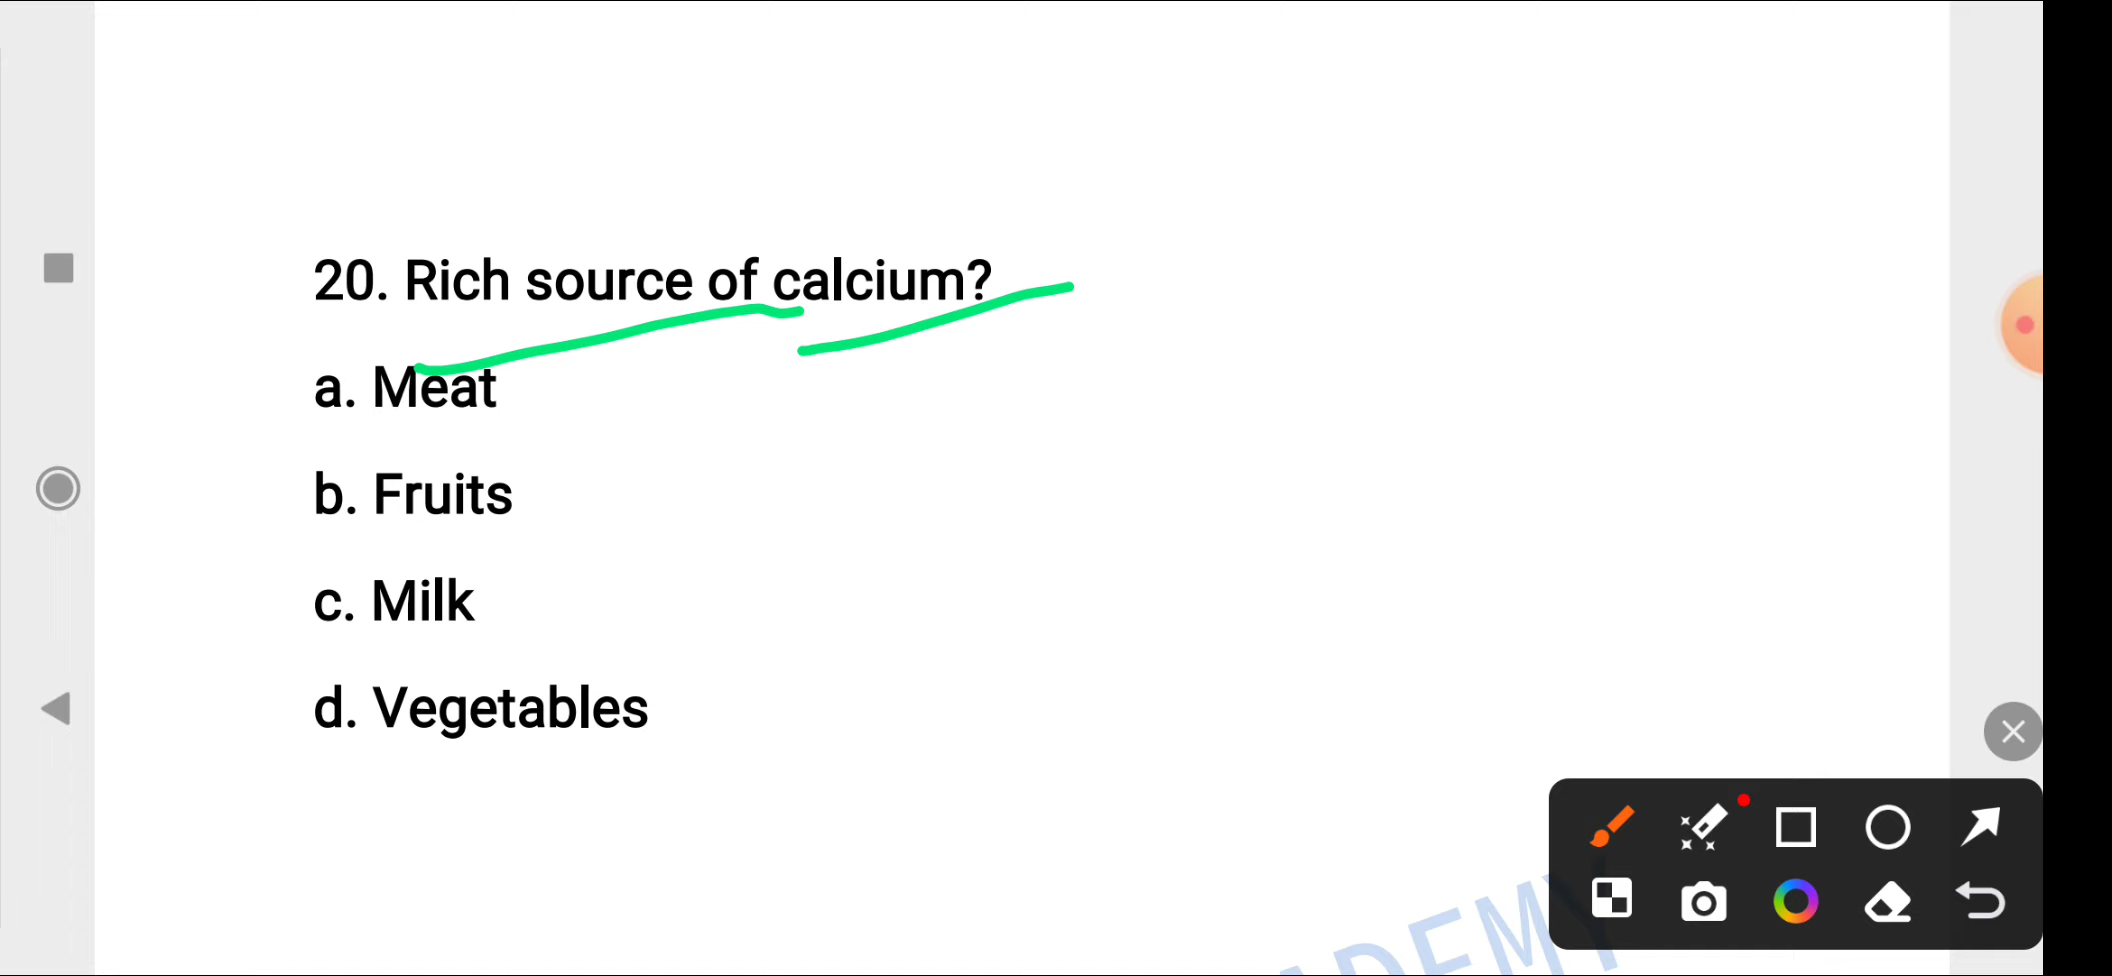 20. Rich source of calcium?
a. Meat
b. Fruits
c. Milk
d. Vegetables